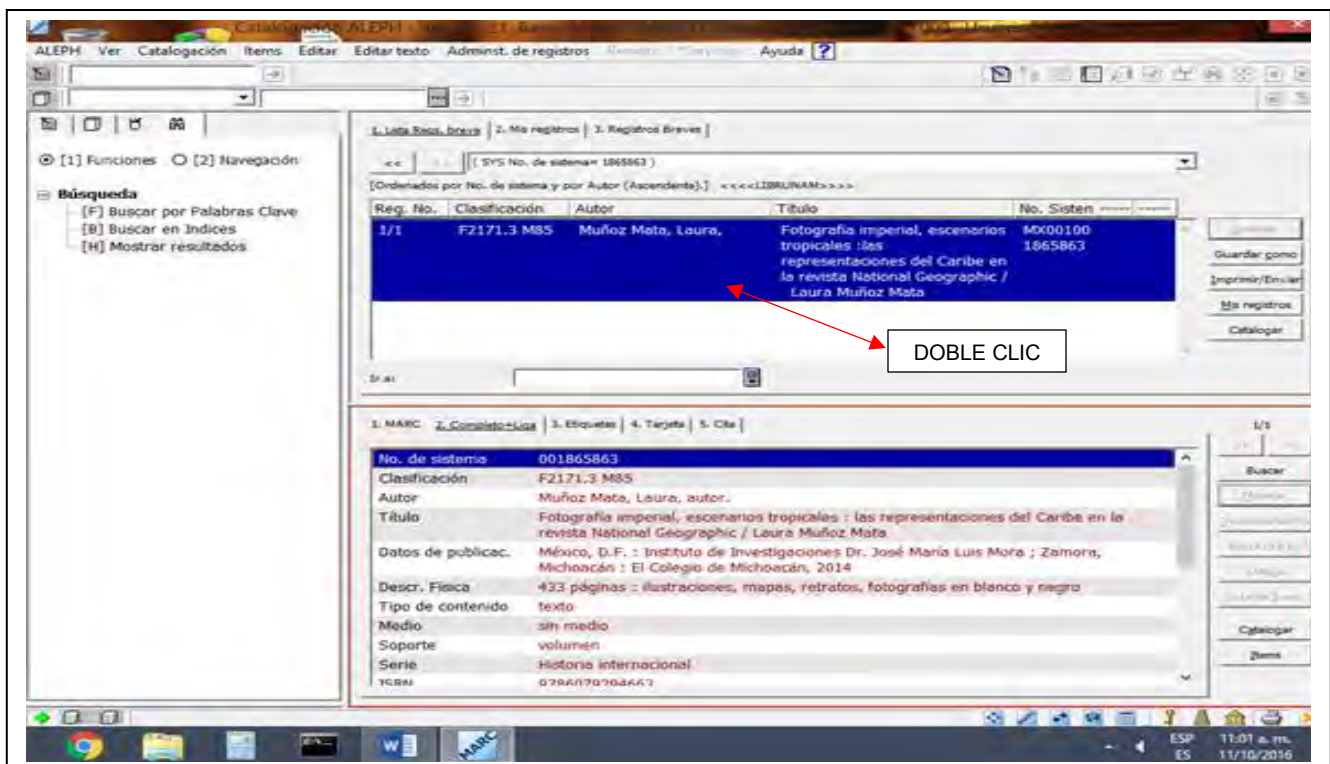 Catalogación ALEPH
ALEPH Ver Catalogación Items Editar Editar texto Adminst. de registros Ayuda ?
1. Lista Regs. breve 2. Mis registros 3. Registros Breves
[1] Funciones [2] Navegación
<< ( SYS No. de sistema= 1865863 )
[Ordenados por No. de sistema y por Autor (Ascendente).] <<<<LIBRUNAM>>>>
Búsqueda
[F] Buscar por Palabras Clave
[B] Buscar en Indices
[H] Mostrar resultados
Reg. No. Clasificación Autor Título No. Sisten
1/1 F2171.3 M85 Muñoz Mata, Laura, Fotografía imperial, escenarios MX00100
tropicales :las 1865863
representaciones del Caribe en
la revista National Geographic /
Laura Muñoz Mata
Guardar como
Imprimir/Enviar
Mis registros
Catalogar
DOBLE CLIC
Ir a:
1. MARC 2. Completo+Liga 3. Etiquetas 4. Tarjeta 5. Cita
1/1
No. de sistema 001865863
Clasificación F2171.3 M85
Autor Muñoz Mata, Laura, autor.
Título Fotografía imperial, escenarios tropicales : las representaciones del Caribe en la
revista National Geographic / Laura Muñoz Mata
Datos de publicac. México, D.F. : Instituto de Investigaciones Dr. José María Luis Mora ; Zamora,
Michoacán : El Colegio de Michoacán, 2014
Descr. Física 433 páginas : ilustraciones, mapas, retratos, fotografías en blanco y negro
Tipo de contenido texto
Medio sin medio
Soporte volumen
Serie Historia internacional
ISBN 9786079294663
Buscar
Catalogar
Items
MARC
ESP 11:01 a. m.
ES 11/10/2016